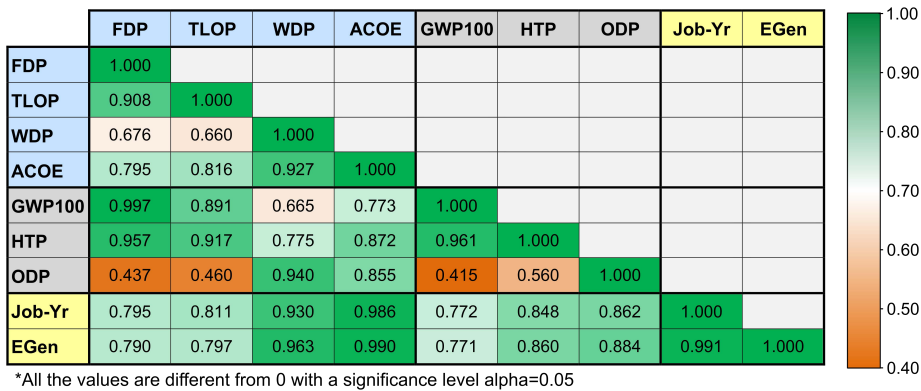 FDP TLOP WDP ACOE GWP100 HTP ODP Job-Yr EGen
FDP 1.000
TLOP 0.908 1.000
WDP 0.676 0.660 1.000
ACOE 0.795 0.816 0.927 1.000
GWP100 0.997 0.891 0.665 0.773 1.000
HTP 0.957 0.917 0.775 0.872 0.961 1.000
ODP 0.437 0.460 0.940 0.855 0.415 0.560 1.000
Job-Yr 0.795 0.811 0.930 0.986 0.772 0.848 0.862 1.000
EGen 0.790 0.797 0.963 0.990 0.771 0.860 0.884 0.991 1.000
*All the values are different from 0 with a significance level alpha=0.05
1.00
0.90
0.80
0.70
0.60
0.50
0.40